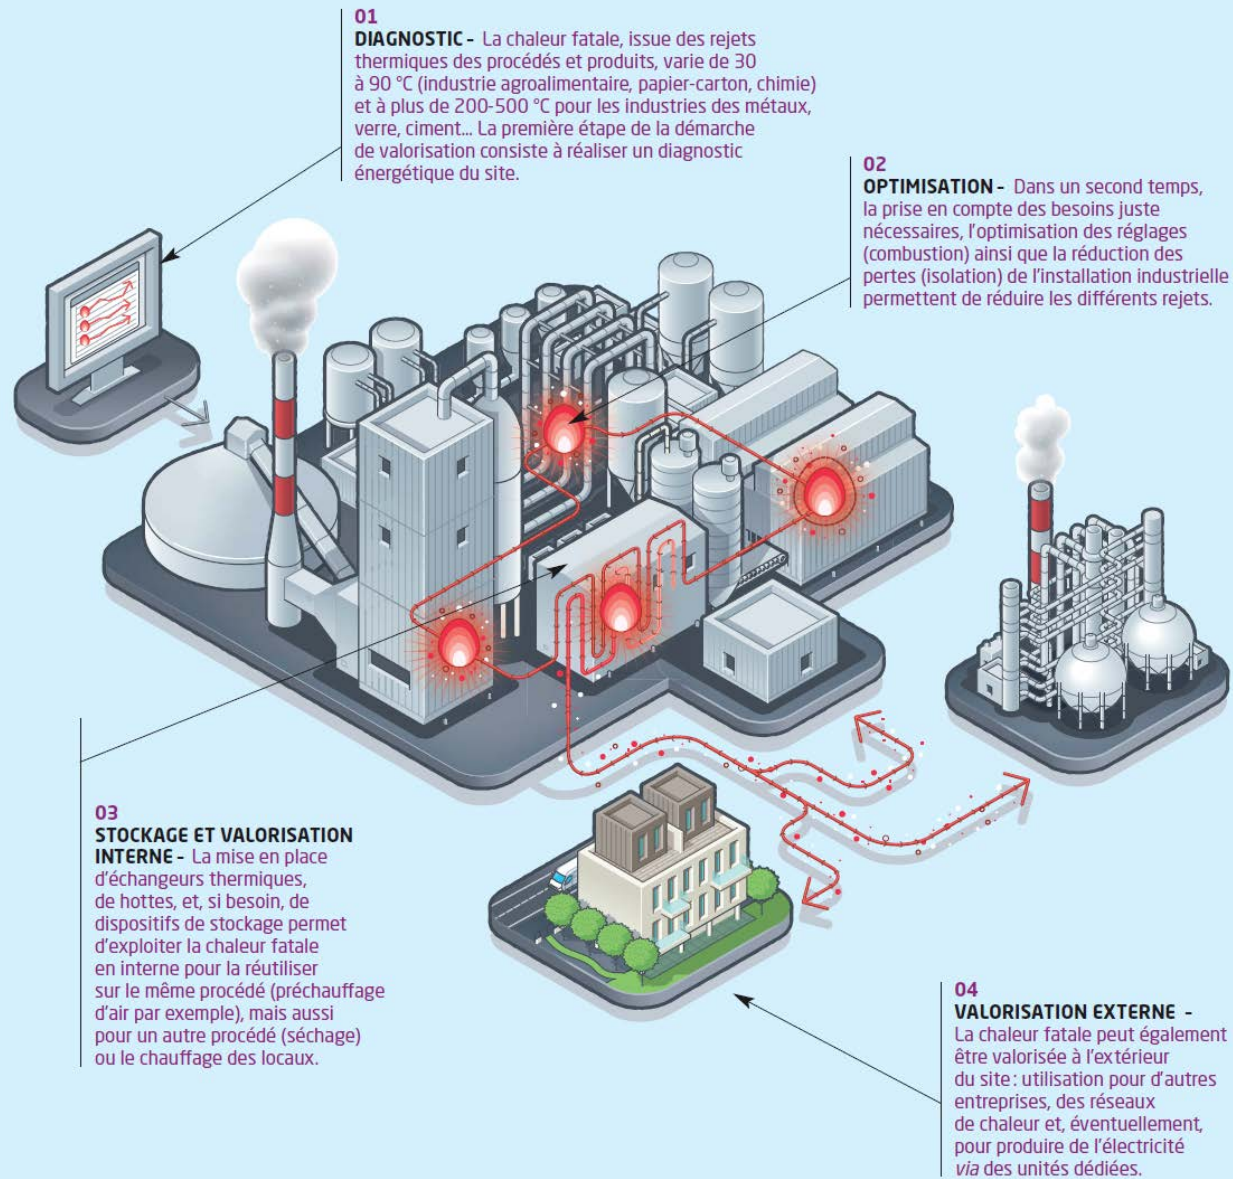 01
DIAGNOSTIC - La chaleur fatale, issue des rejets
thermiques des procédés et produits, varie de 30
à 90 °C (industrie agroalimentaire, papier-carton, chimie)
et à plus de 200-500 °C pour les industries des métaux,
verre, ciment... La première étape de la démarche
de valorisation consiste à réaliser un diagnostic
énergétique du site.
02
OPTIMISATION - Dans un second temps,
la prise en compte des besoins juste
nécessaires, l'optimisation des réglages
(combustion) ainsi que la réduction des
pertes (isolation) de l'installation industrielle
permettent de réduire les différents rejets.
03
STOCKAGE ET VALORISATION
INTERNE - La mise en place
d'échangeurs thermiques,
de hottes, et, si besoin, de
dispositifs de stockage permet
d'exploiter la chaleur fatale
en interne pour la réutiliser
sur le même procédé (préchauffage
d'air par exemple), mais aussi
pour un autre procédé (séchage)
ou le chauffage des locaux.
04
VALORISATION EXTERNE -
La chaleur fatale peut également
être valorisée à l'extérieur
du site : utilisation pour d'autres
entreprises, des réseaux
de chaleur et, éventuellement,
pour produire de l'électricité
via des unités dédiées.